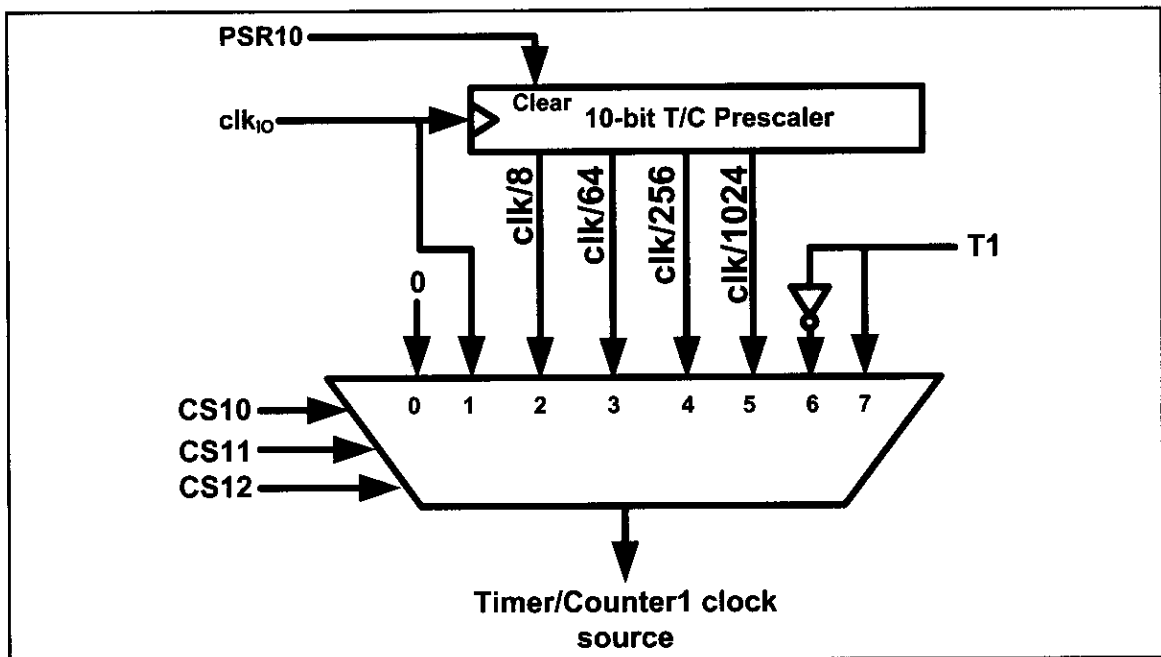 PSR10
Clear
clk_IO
10-bit T/C Prescaler
clk/8
clk/64
clk/256
clk/1024
T1
0
0 1 2 3 4 5 6 7
CS10
CS11
CS12
Timer/Counter1 clock
source